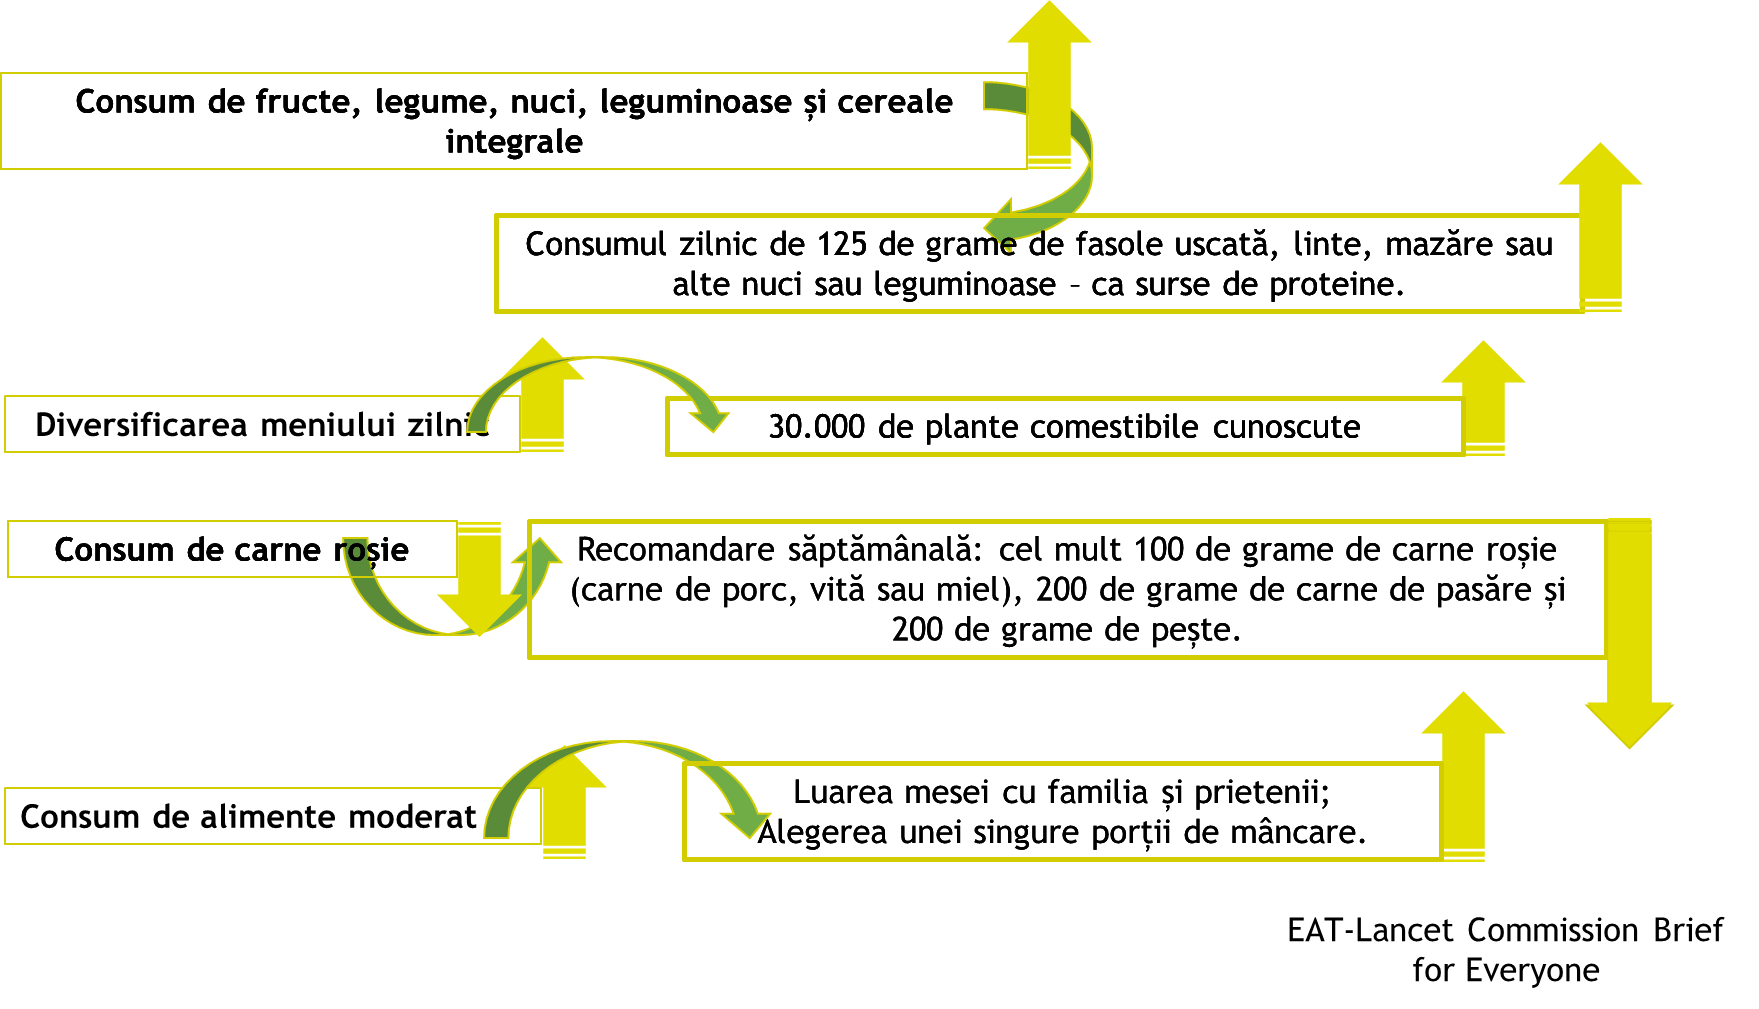 Consum de fructe, legume, nuci, leguminoase și cereale
integrale
Consumul zilnic de 125 de grame de fasole uscată, linte, mazăre sau
alte nuci sau leguminoase – ca surse de proteine.
Diversificarea meniului zilnic
30.000 de plante comestibile cunoscute
Consum de carne roșie
Recomandare săptămânală: cel mult 100 de grame de carne roșie
(carne de porc, vită sau miel), 200 de grame de carne de pasăre și
200 de grame de pește.
Consum de alimente moderat
Luarea mesei cu familia și prietenii;
Alegerea unei singure porții de mâncare.
EAT-Lancet Commission Brief
for Everyone